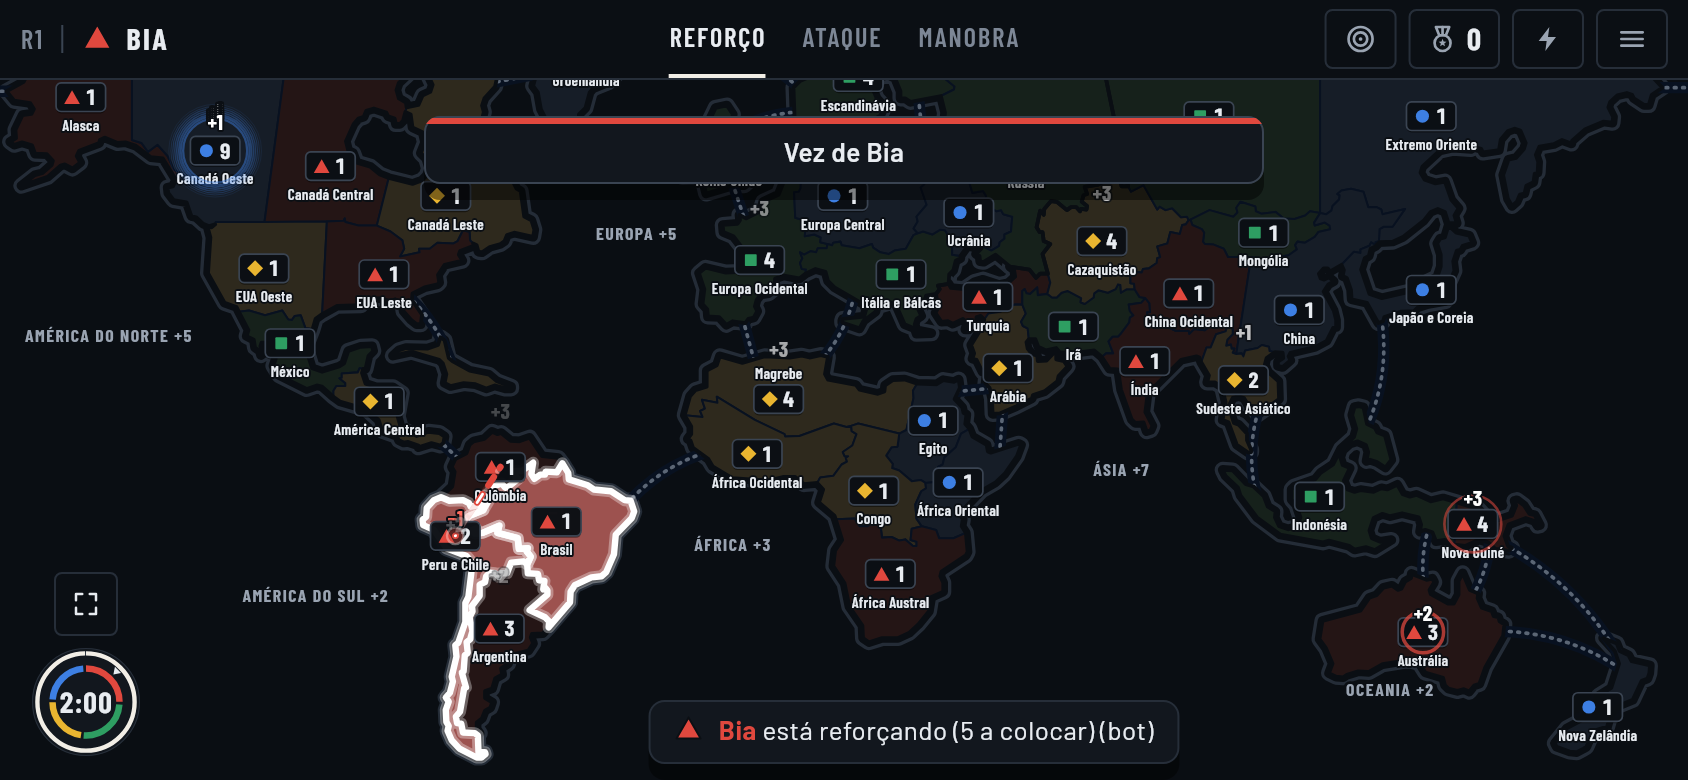 R1 | BIA
REFORÇO ATAQUE MANOBRA
0
1
Alasca
+1
9
Canadá Oeste
1
Canadá Central
1
Canadá Leste
Groenlândia
4
Escandinávia
Vez de Bia
1
1
Extremo Oriente
Rússia
+3
+3
EUROPA +5
1
Europa Central
1
Ucrânia
4
Cazaquistão
1
Mongólia
1
EUA Oeste
1
EUA Leste
4
Europa Ocidental
1
Itália e Bálcãs
1
Turquia
1
Irã
1
China Ocidental
1
China
1
Japão e Coreia
AMÉRICA DO NORTE +5
1
México
+3
Magrebe
4
1
Arábia
1
Índia
+1
2
Sudeste Asiático
1
América Central
+3
1
Egito
1
Colômbia
1
África Ocidental
ÁSIA +7
1
Congo
1
África Oriental
1
Indonésia
+3
4
Nova Guiné
-1
2
Peru e Chile
1
Brasil
ÁFRICA +3
AMÉRICA DO SUL +2
1
África Austral
3
Argentina
+2
3
Austrália
OCEANIA +2
2:00
Bia está reforçando (5 a colocar) (bot)
1
Nova Zelândia